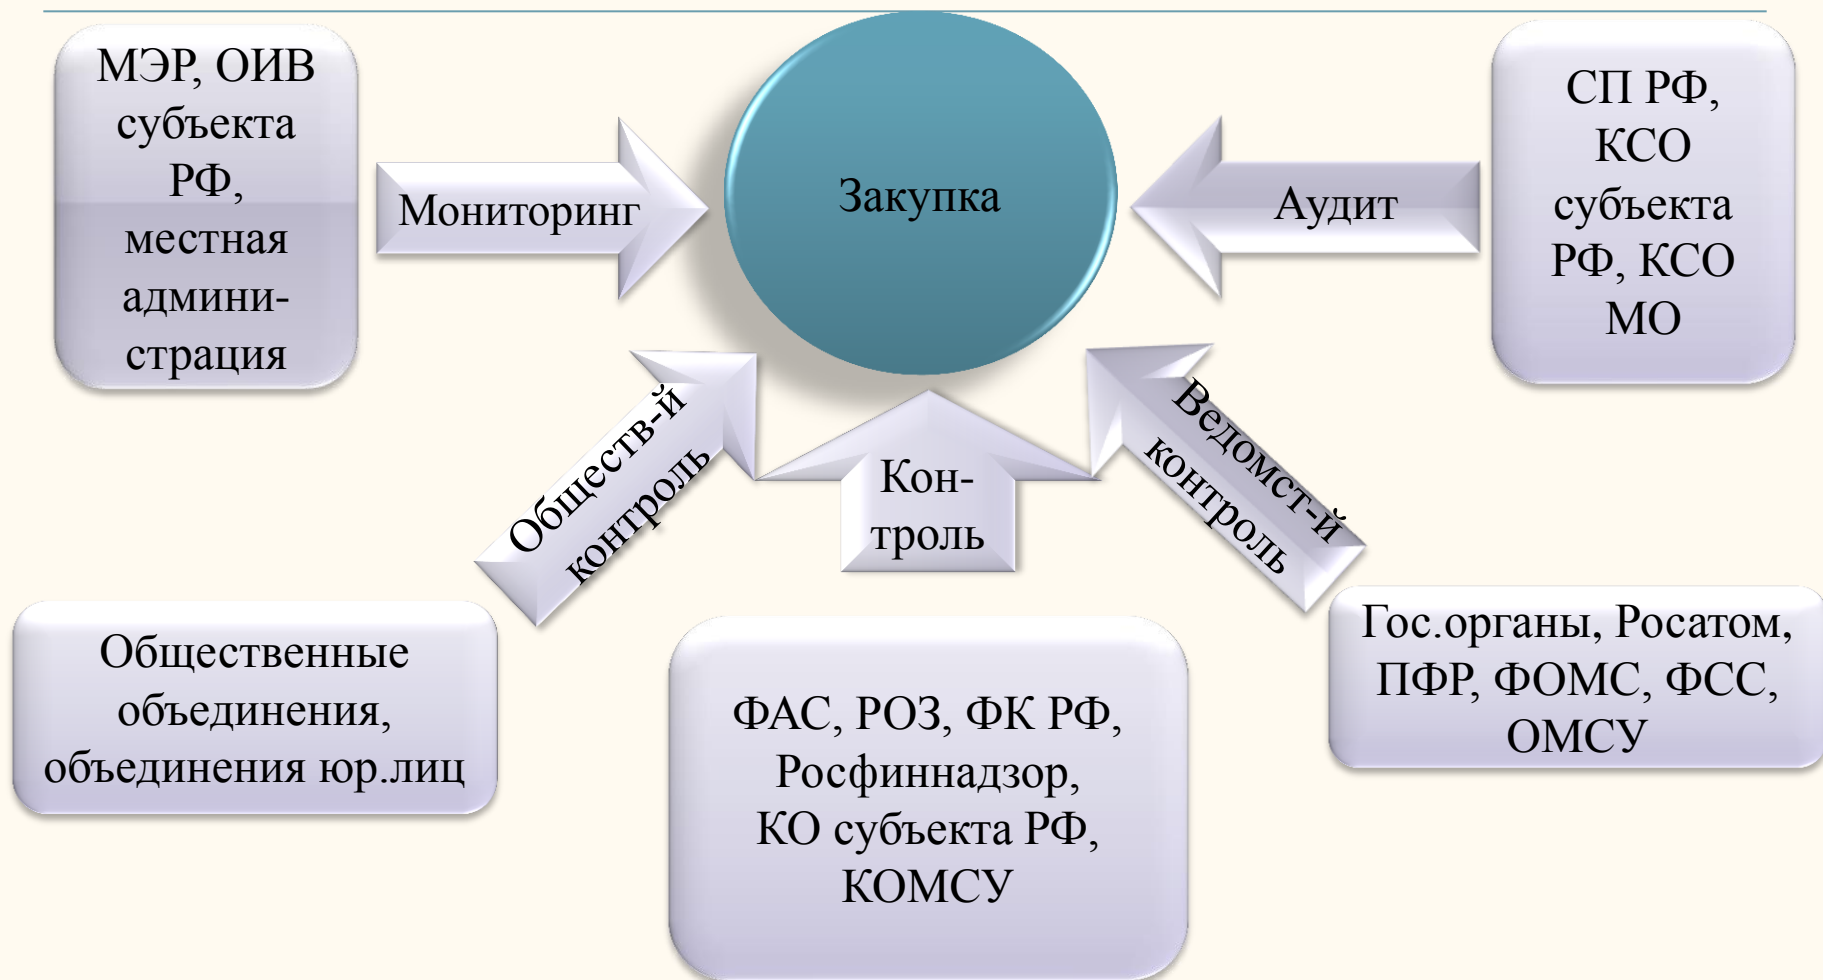 МЭР, ОИВ
субъекта
РФ,
местная
админи-
страция
Мониторинг
Закупка
Аудит
СП РФ,
КСО
субъекта
РФ, КСО
МО
Обществ-й
контроль
Кон-
троль
Ведомст-й
контроль
Общественные
объединения,
объединения юр.лиц
ФАС, РОЗ, ФК РФ,
Росфиннадзор,
КО субъекта РФ,
КОМСУ
Гос.органы, Росатом,
ПФР, ФОМС, ФСС,
ОМСУ